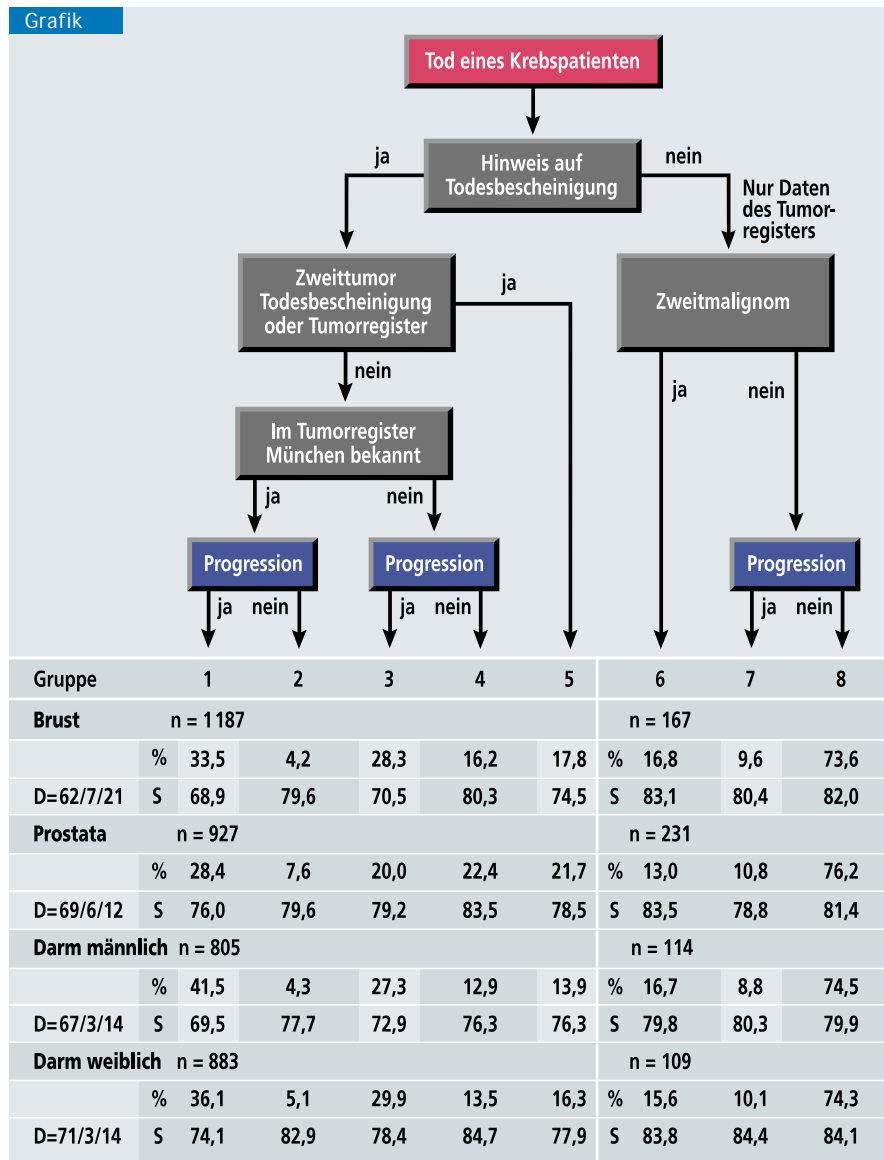 Grafik
Tod eines Krebspatienten
ja
Hinweis auf
Todesbescheinigung
nein
Nur Daten
des Tumor-
registers
Zweittumor
Todesbescheinigung
oder Tumorregister
ja
Zweitmalignom
nein
ja
nein
Im Tumorregister
München bekannt
ja
nein
Progression
Progression
Progression
ja nein
ja nein
ja nein
Gruppe 1 2 3 4 5 6 7 8
Brust n = 1187 n = 167
% 33,5 4,2 28,3 16,2 17,8 % 16,8 9,6 73,6
D=62/7/21 S 68,9 79,6 70,5 80,3 74,5 S 83,1 80,4 82,0
Prostata n = 927 n = 231
% 28,4 7,6 20,0 22,4 21,7 % 13,0 10,8 76,2
D=69/6/12 S 76,0 79,6 79,2 83,5 78,5 S 83,5 78,8 81,4
Darm männlich n = 805 n = 114
% 41,5 4,3 27,3 12,9 13,9 % 16,7 8,8 74,5
D=67/3/14 S 69,5 77,7 72,9 76,3 76,3 S 79,8 80,3 79,9
Darm weiblich n = 883 n = 109
% 36,1 5,1 29,9 13,5 16,3 % 15,6 10,1 74,3
D=71/3/14 S 74,1 82,9 78,4 84,7 77,9 S 83,8 84,4 84,1